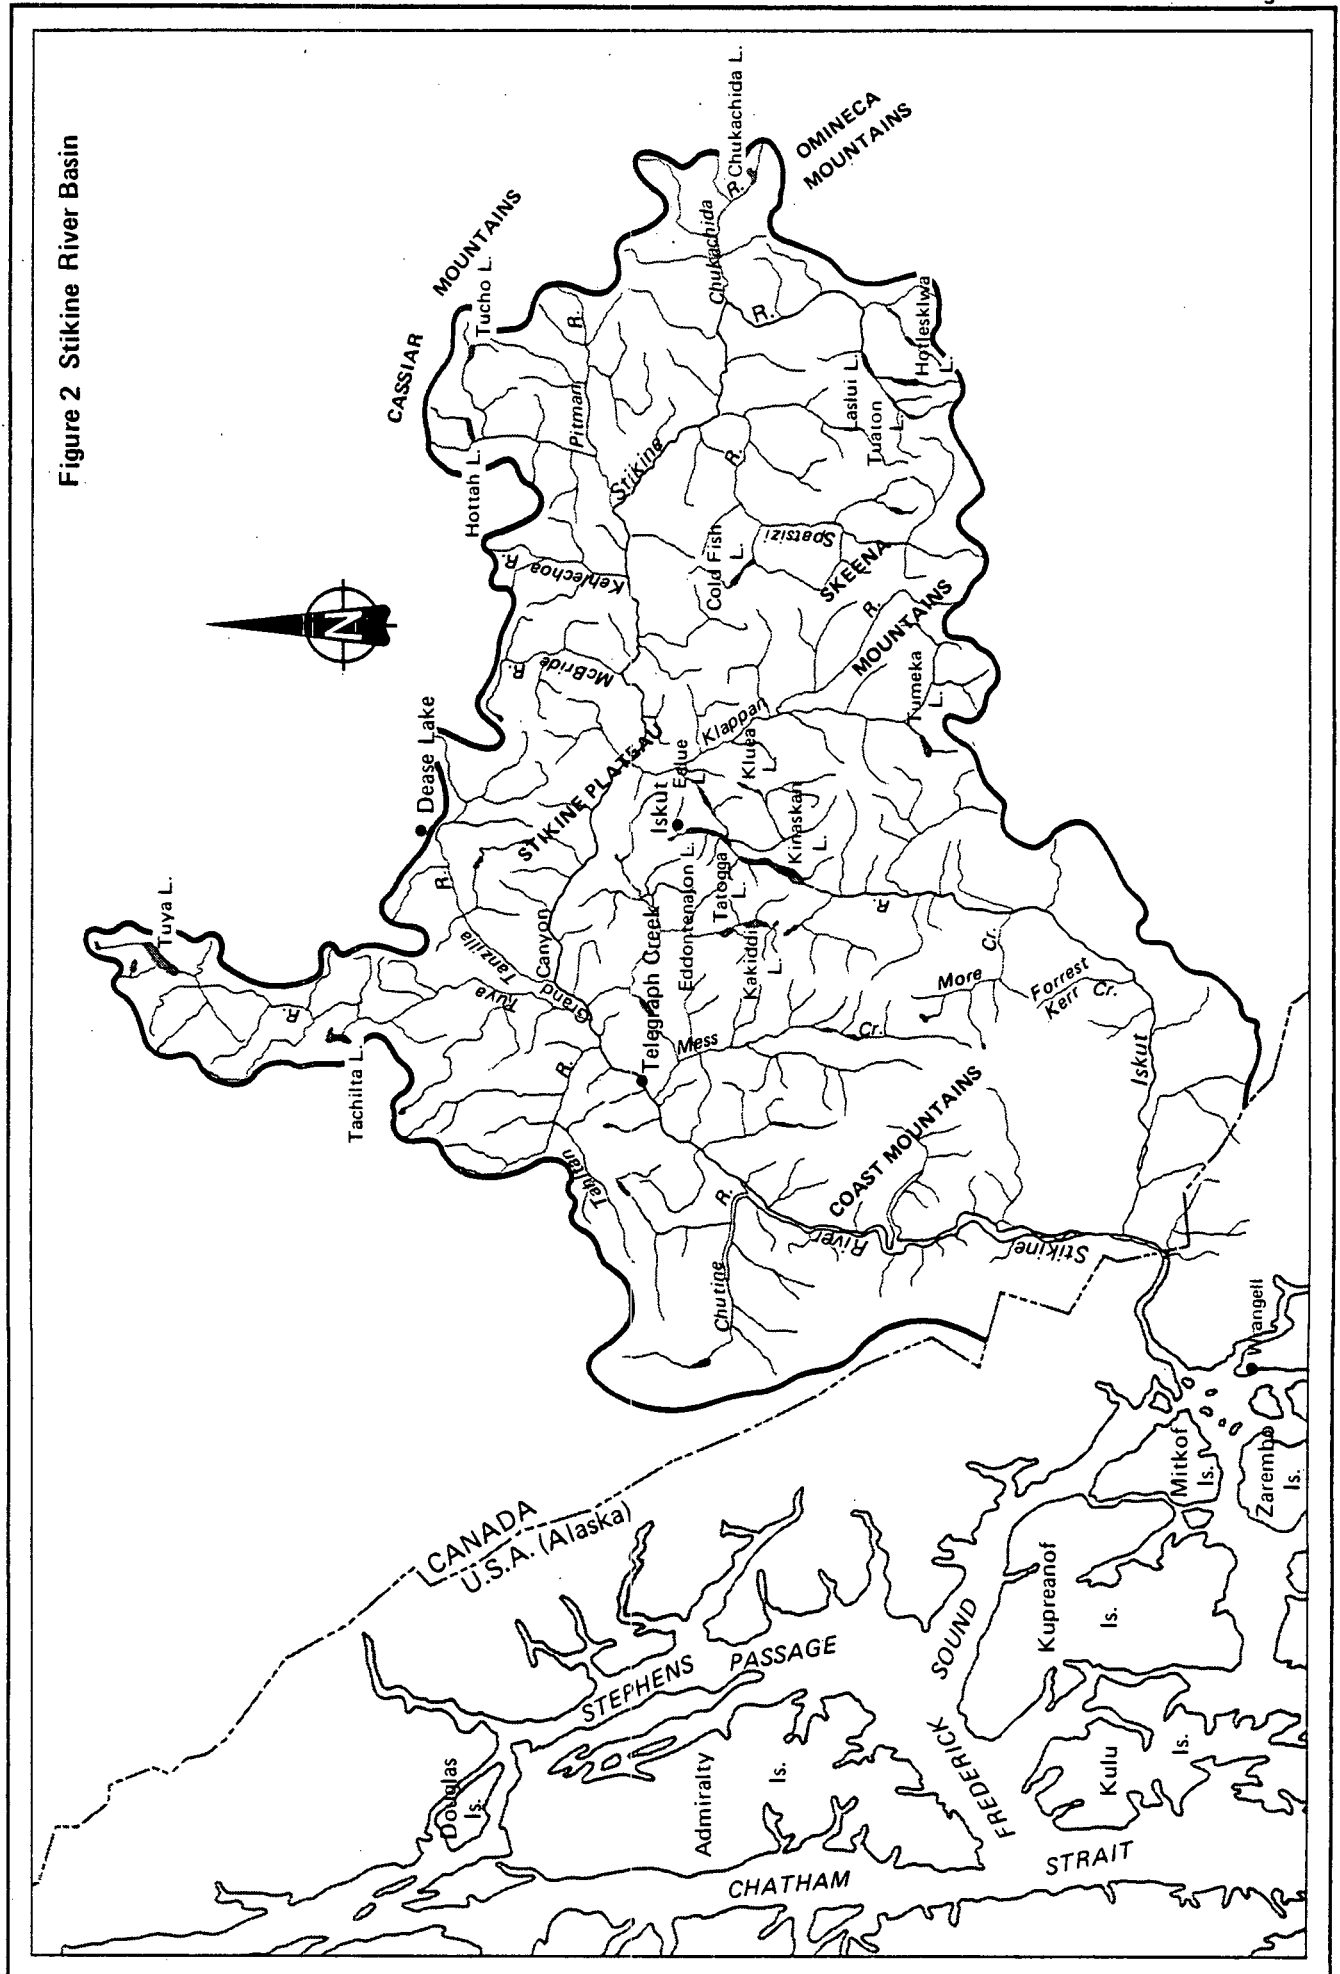 Figure 2 Stikine River Basin
Tuya L.
R.
Tachilta L.
Dease Lake
N
CASSIAR
MOUNTAINS
Hottah L.
Tucho L.
R.
Tanzilla
Tuya
Grand
Canyon
R.
Tahltan
STIKINE PLATEAU
R.
McBride
R.
Kehlechoa
Pitman
R.
Stikine
Telegraph Creek
Iskut
Ealue
L.
Eddontenajon L.
Tatogga
L.
Kakiddi
L.
Kinaskan
L.
Kluea
L.
Klappan
R.
Cold Fish
L.
Spatsizi
R.
Chukachida
R.
Chukachida L.
OMINECA
MOUNTAINS
R.
Laslui L.
Tuaton
L.
Hotlesklwa
L.
SKEENA
MOUNTAINS
Tumeka
L.
Mess
Cr.
More
Cr.
Forrest
Kerr Cr.
R.
Iskut
COAST MOUNTAINS
Chutine
R.
River
Stikine
CANADA
U.S.A. (Alaska)
STEPHENS
PASSAGE
Douglas
Is.
Admiralty
Is.
CHATHAM
STRAIT
FREDERICK
SOUND
Kupreanof
Is.
Kulu
Is.
Mitkof
Is.
Zarembo
Is.
Wrangell